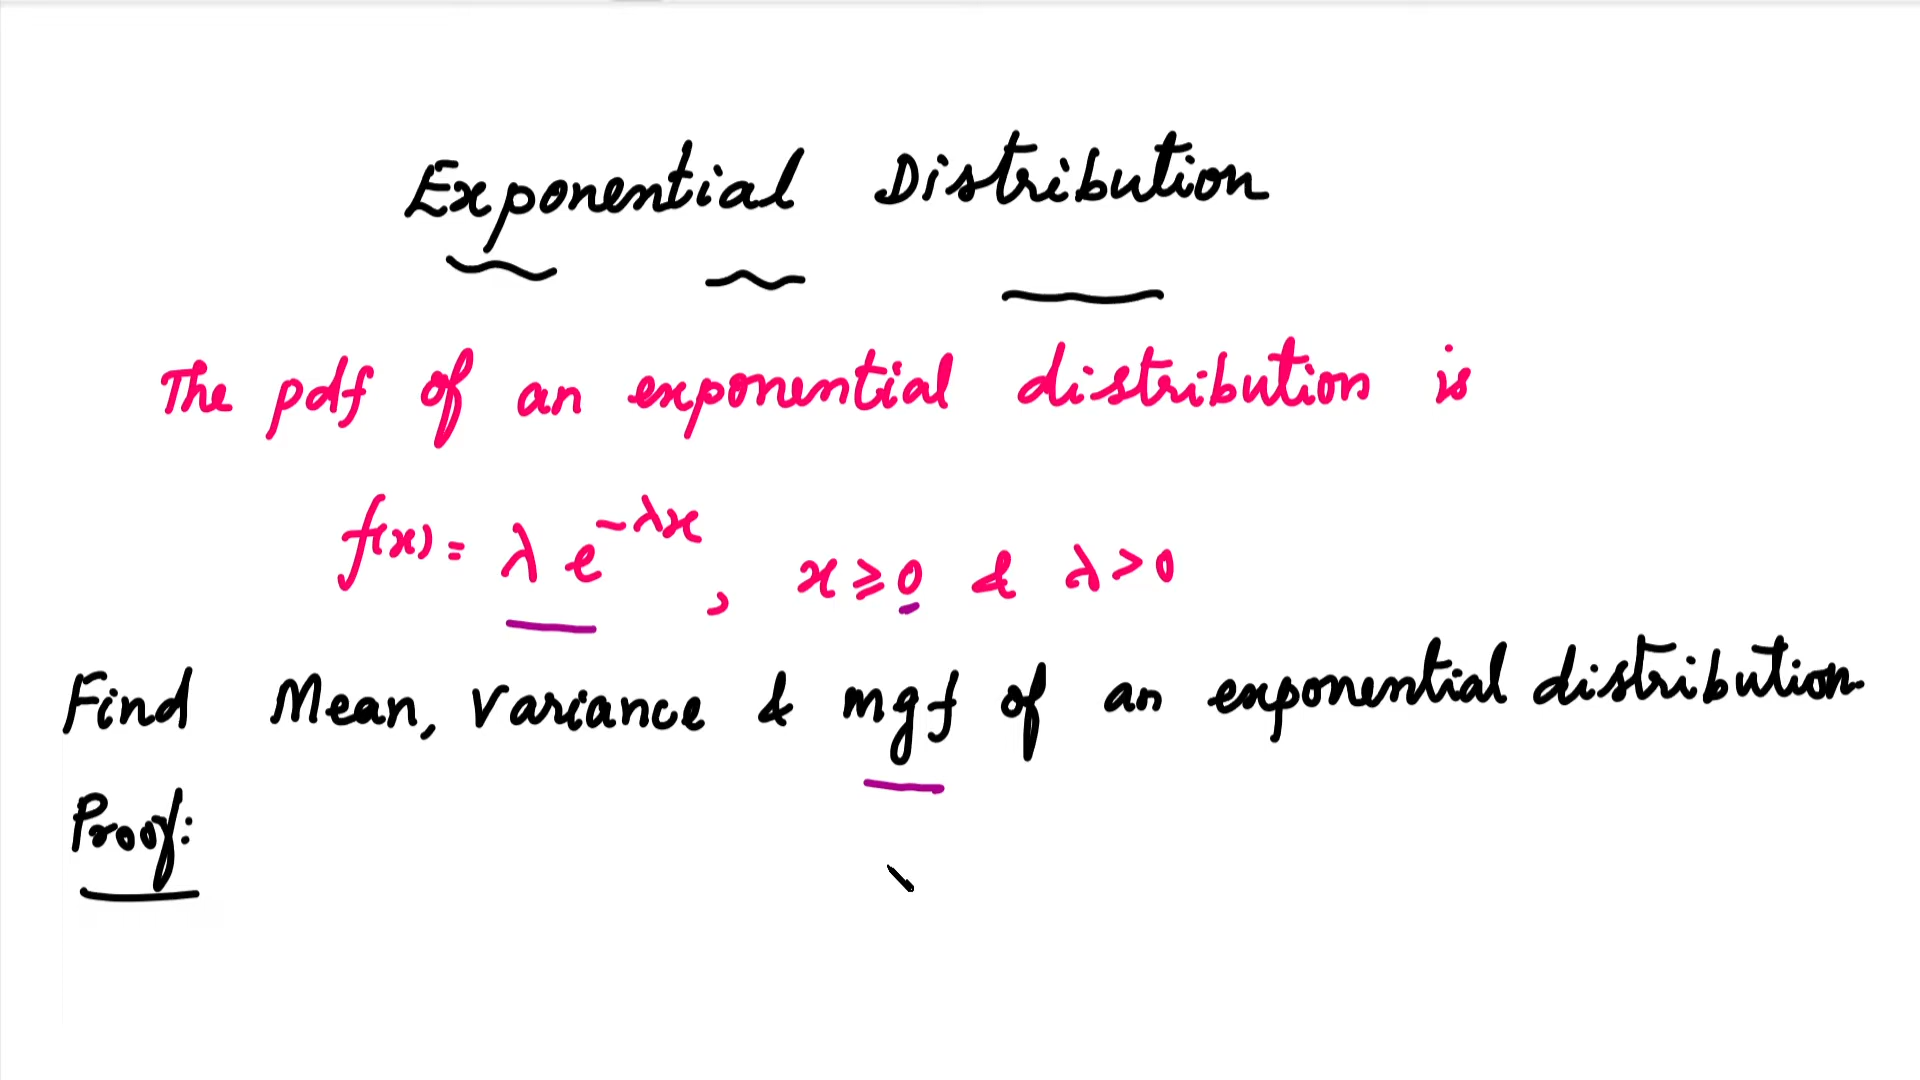 Exponential Distribution
The pdf of an exponential distribution is
f(x) = λ e^{-λx}, x ≥ 0 & λ > 0
Find Mean, Variance & mgf of an exponential distribution.
Proof: